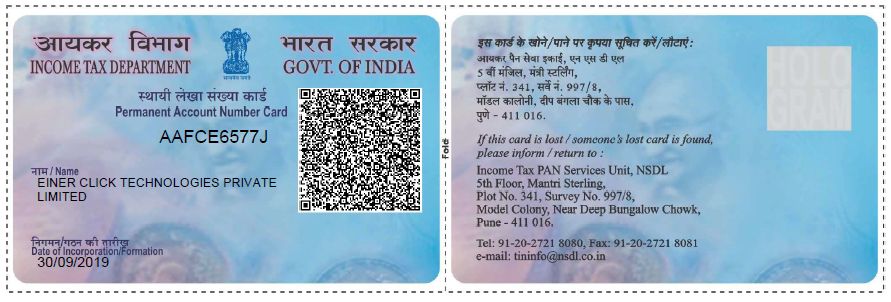 आयकर विभाग
INCOME TAX DEPARTMENT
सत्यमेव जयते
भारत सरकार
GOVT. OF INDIA
स्थायी लेखा संख्या कार्ड
Permanent Account Number Card
AAFCE6577J
नाम / Name
EINER CLICK TECHNOLOGIES PRIVATE
LIMITED
निगमन/गठन की तारीख
Date of Incorporation/Formation
30/09/2019
Fold
इस कार्ड के खोने/पाने पर कृपया सूचित करें/लौटाएं :
आयकर पैन सेवा इकाई, एन एस डी एल
5 वीं मंजिल, मंत्री स्टर्लिंग,
प्लॉट नं. 341, सर्वे नं. 997/8,
मॉडल कालोनी, दीप बंगला चौक के पास,
पुणे - 411 016.
If this card is lost / someone's lost card is found,
please inform / return to :
Income Tax PAN Services Unit, NSDL
5th Floor, Mantri Sterling,
Plot No. 341, Survey No. 997/8,
Model Colony, Near Deep Bungalow Chowk,
Pune - 411 016.
Tel: 91-20-2721 8080, Fax: 91-20-2721 8081
e-mail: tininfo@nsdl.co.in
HOLO
GRAM